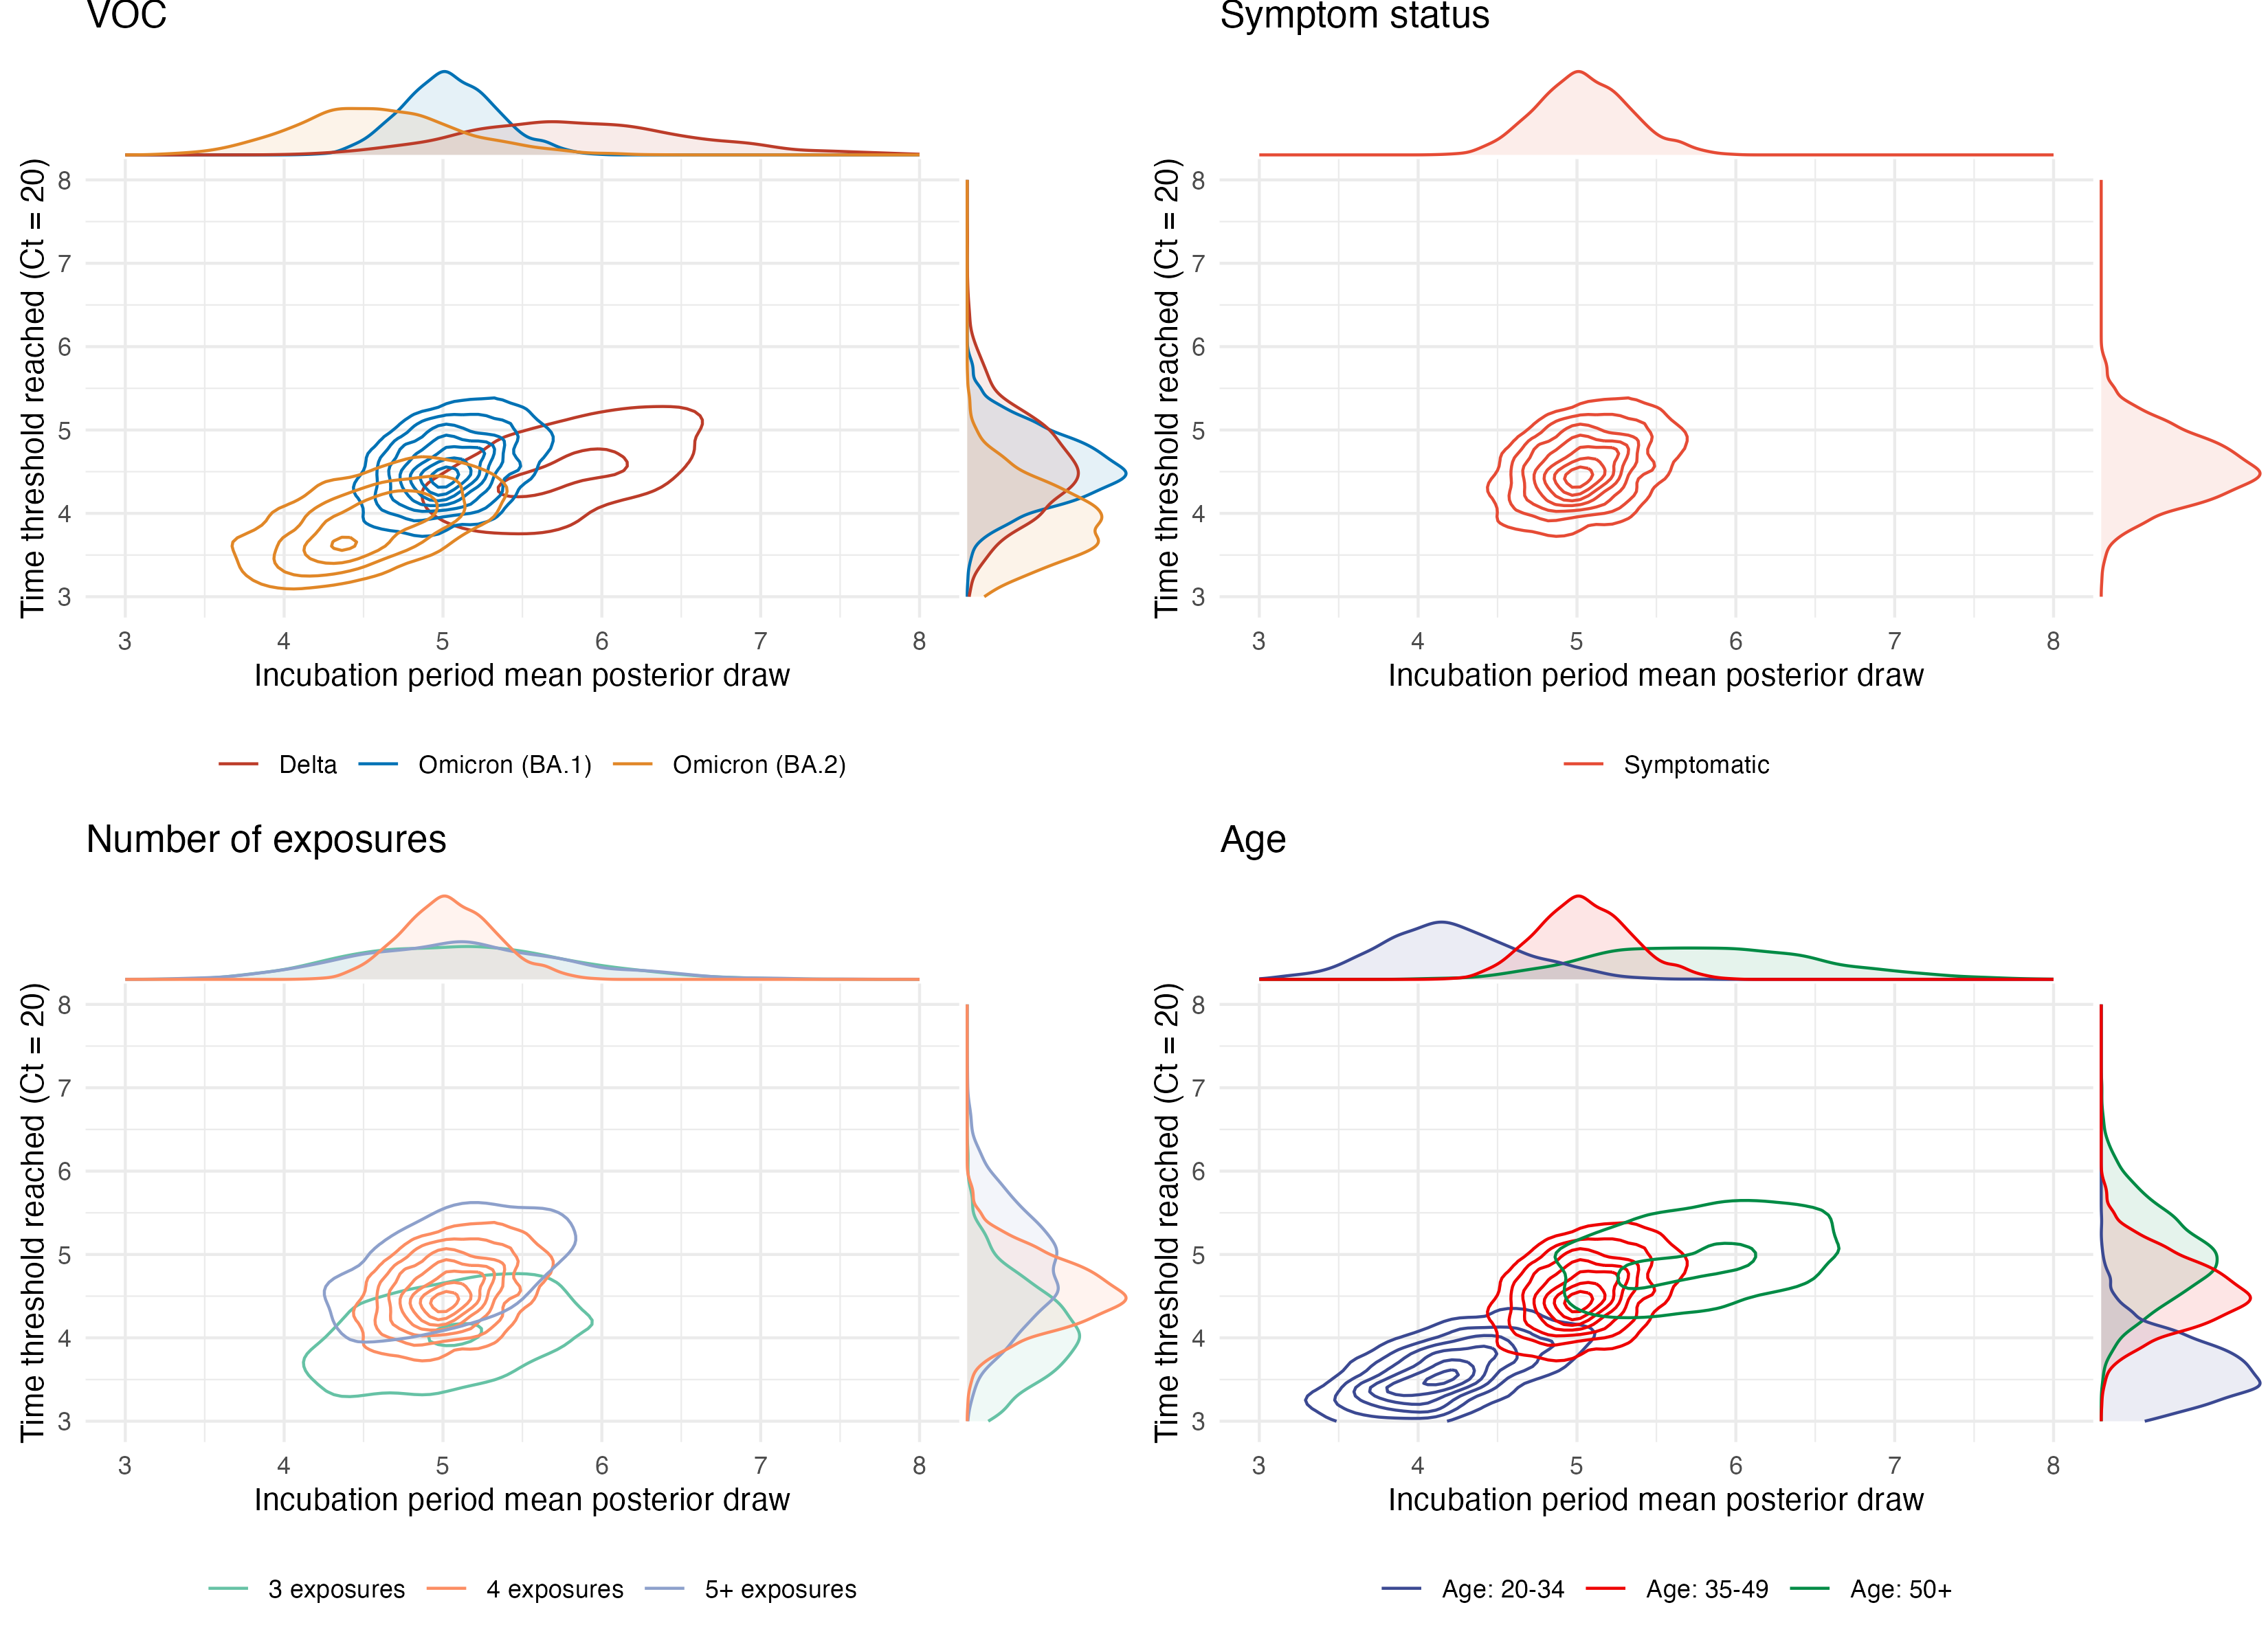 VOC
Time threshold reached (Ct = 20)
8
7
6
5
4
3
3 4 5 6 7 8
Incubation period mean posterior draw
Delta Omicron (BA.1) Omicron (BA.2)
Symptom status
Time threshold reached (Ct = 20)
8
7
6
5
4
3
3 4 5 6 7 8
Incubation period mean posterior draw
Symptomatic
Number of exposures
Time threshold reached (Ct = 20)
8
7
6
5
4
3
3 4 5 6 7 8
Incubation period mean posterior draw
3 exposures 4 exposures 5+ exposures
Age
Time threshold reached (Ct = 20)
8
7
6
5
4
3
3 4 5 6 7 8
Incubation period mean posterior draw
Age: 20-34 Age: 35-49 Age: 50+